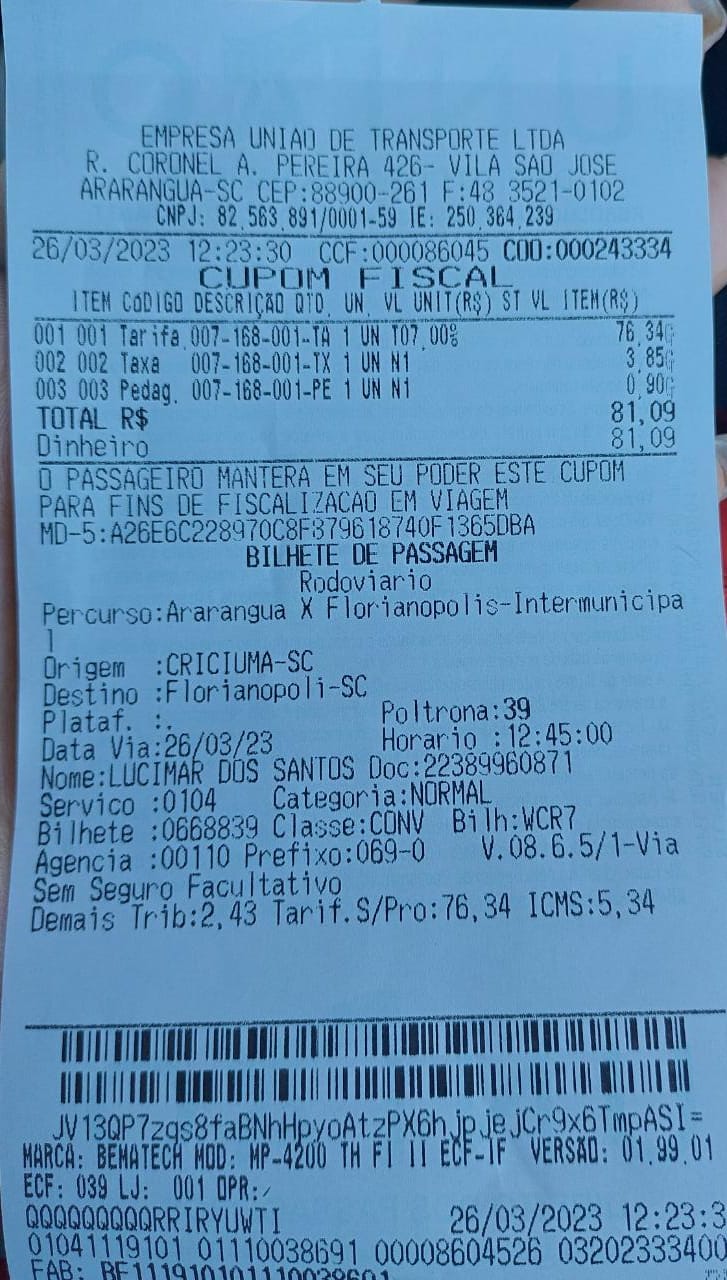 EMPRESA UNIAO DE TRANSPORTE LTDA
R. CORONEL A. PEREIRA 426- VILA SAO JOSE
ARARANGUA-SC CEP:88900-261 F:48 3521-0102
CNPJ: 82.563.891/0001-59 IE: 250.364.239
26/03/2023 12:23:30 CCF:000086045 COO:000243334
CUPOM FISCAL
ITEM CÓDIGO DESCRIÇÃO QTD. UN. VL UNIT(R$) ST VL ITEM(R$)
001 001 Tarifa 007-168-001-TA 1 UN T07,00% 76,34
002 002 Taxa 007-168-001-TX 1 UN N1 3,85
003 003 Pedag. 007-168-001-PE 1 UN N1 0,90
TOTAL R$ 81,09
Dinheiro 81,09
O PASSAGEIRO MANTERA EM SEU PODER ESTE CUPOM
PARA FINS DE FISCALIZACAO EM VIAGEM
MD-5:A26E6C228970C8F879618740F1365DBA
BILHETE DE PASSAGEM
Rodoviario
Percurso:Ararangua X Florianopolis-Intermunicipa
l
Origem :CRICIUMA-SC
Destino :Florianopoli-SC
Plataf. :. Poltrona:39
Data Via:26/03/23 Horario :12:45:00
Nome:LUCIMAR DOS SANTOS Doc:22389960871
Servico :0104 Categoria:NORMAL
Bilhete :0668839 Classe:CONV Bilh:WCR7
Agencia :00110 Prefixo:069-0 V.08.6.5/1-Via
Sem Seguro Facultativo
Demais Trib:2,43 Tarif.S/Pro:76,34 ICMS:5,34
JV13QP7zqs8faBNhHpyoAtzPX6hjpjejCr9x6TmpASI=
MARCA: BEMATECH MOD: MP-4200 TH FI II ECF-IF VERSÃO: 01.99.01
ECF: 039 LJ: 001 OPR:
QQQQQQQQQRRIRYUWTI 26/03/2023 12:23:3
01041119101 01110038691 00008604526 03202333400
FAB: BE111910101110038691